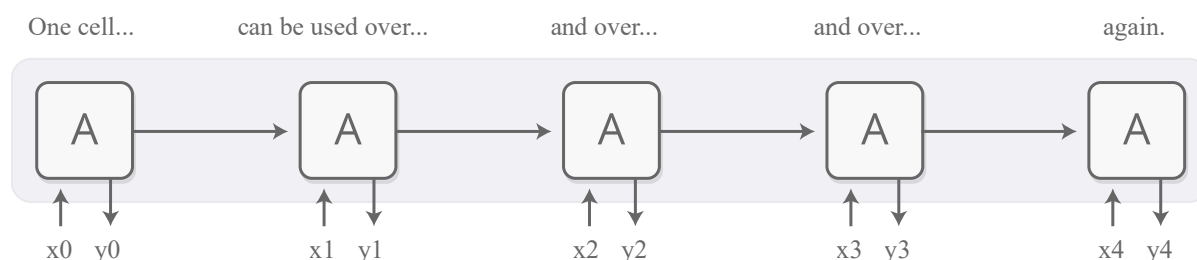 One cell... can be used over... and over... and over... again.
A A A A A
x0 y0 x1 y1 x2 y2 x3 y3 x4 y4